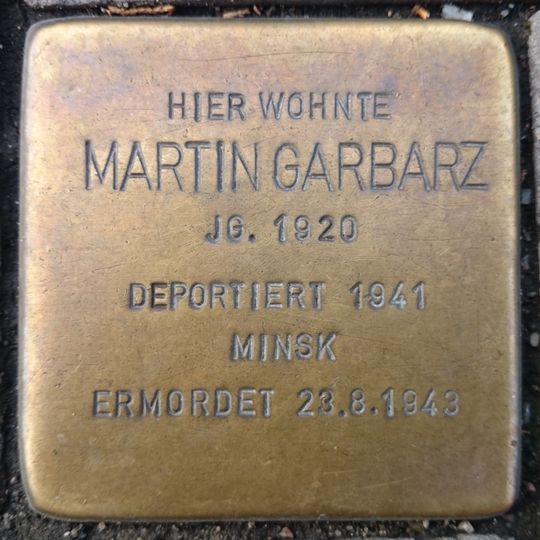 HIER WOHNTE
MARTIN GARBARZ
JG. 1920
DEPORTIERT 1941
MINSK
ERMORDET 23.8.1943